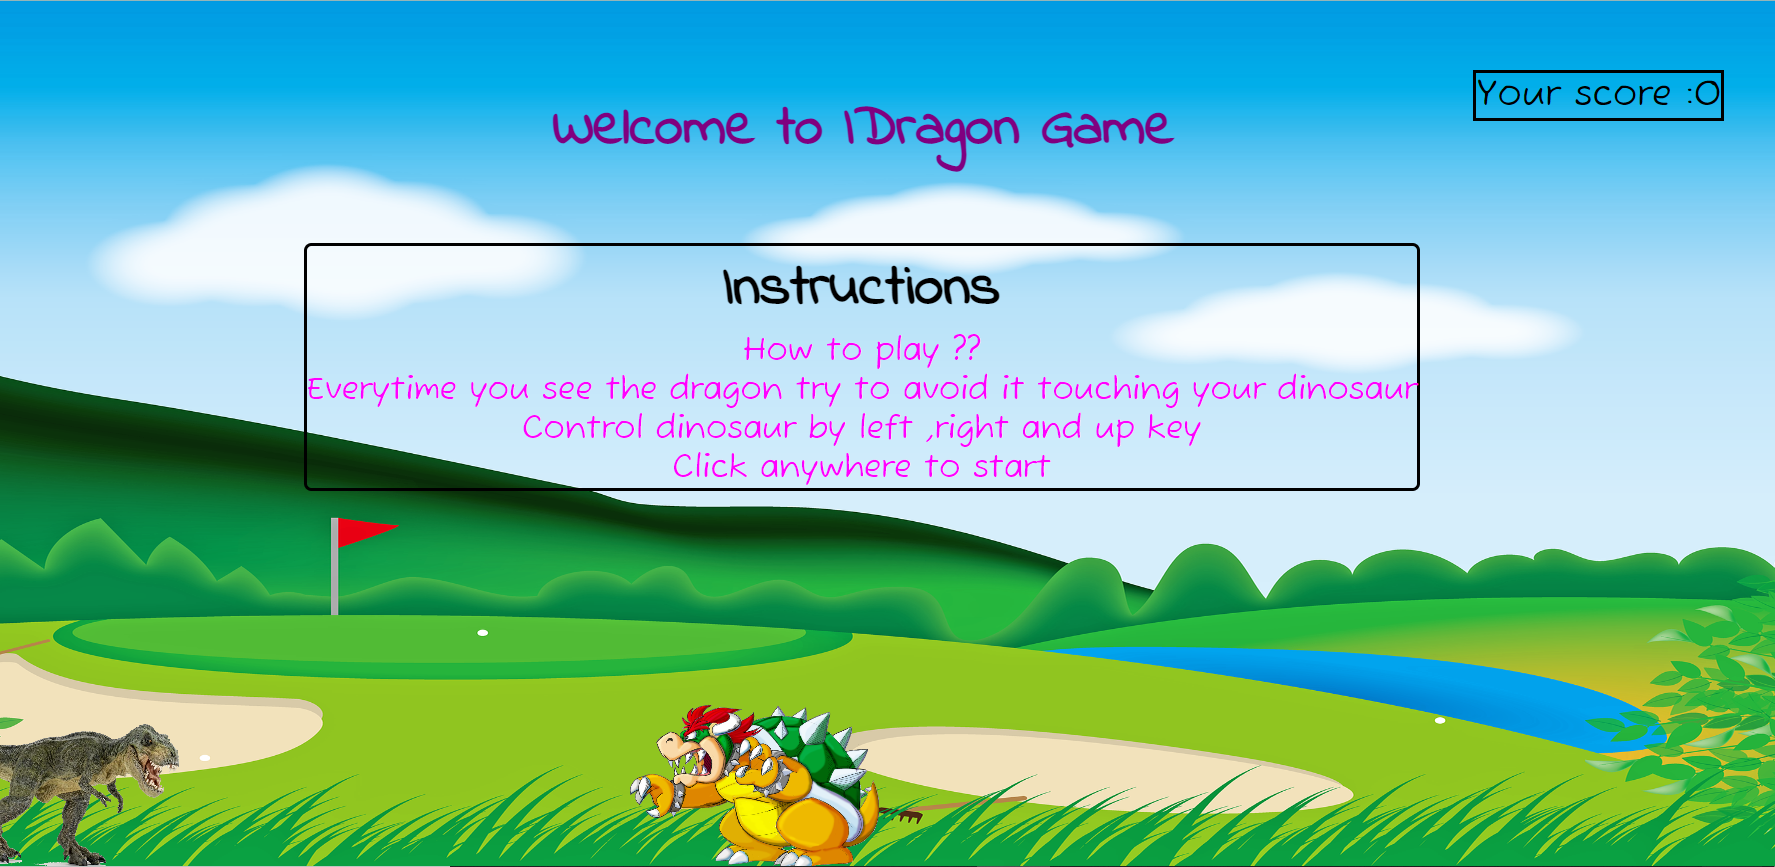 Your score :0
Welcome to 1Dragon Game
Instructions
How to play ??
Everytime you see the dragon try to avoid it touching your dinosaur
Control dinosaur by left ,right and up key
Click anywhere to start